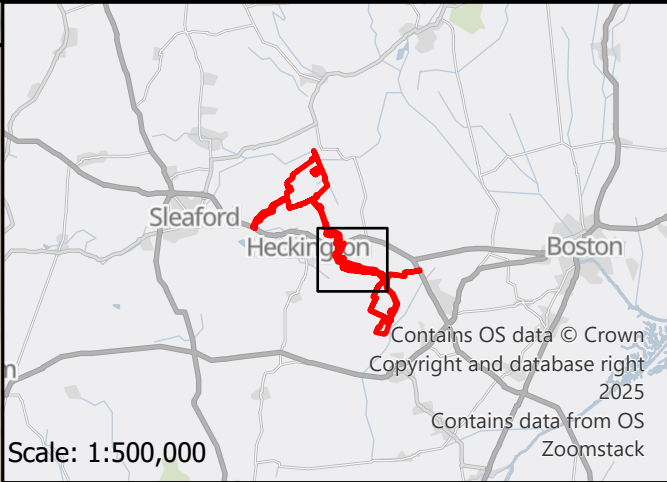 Sleaford
Heckington
Boston
n
Contains OS data © Crown
Copyright and database right
2025
Contains data from OS
Zoomstack
Scale: 1:500,000